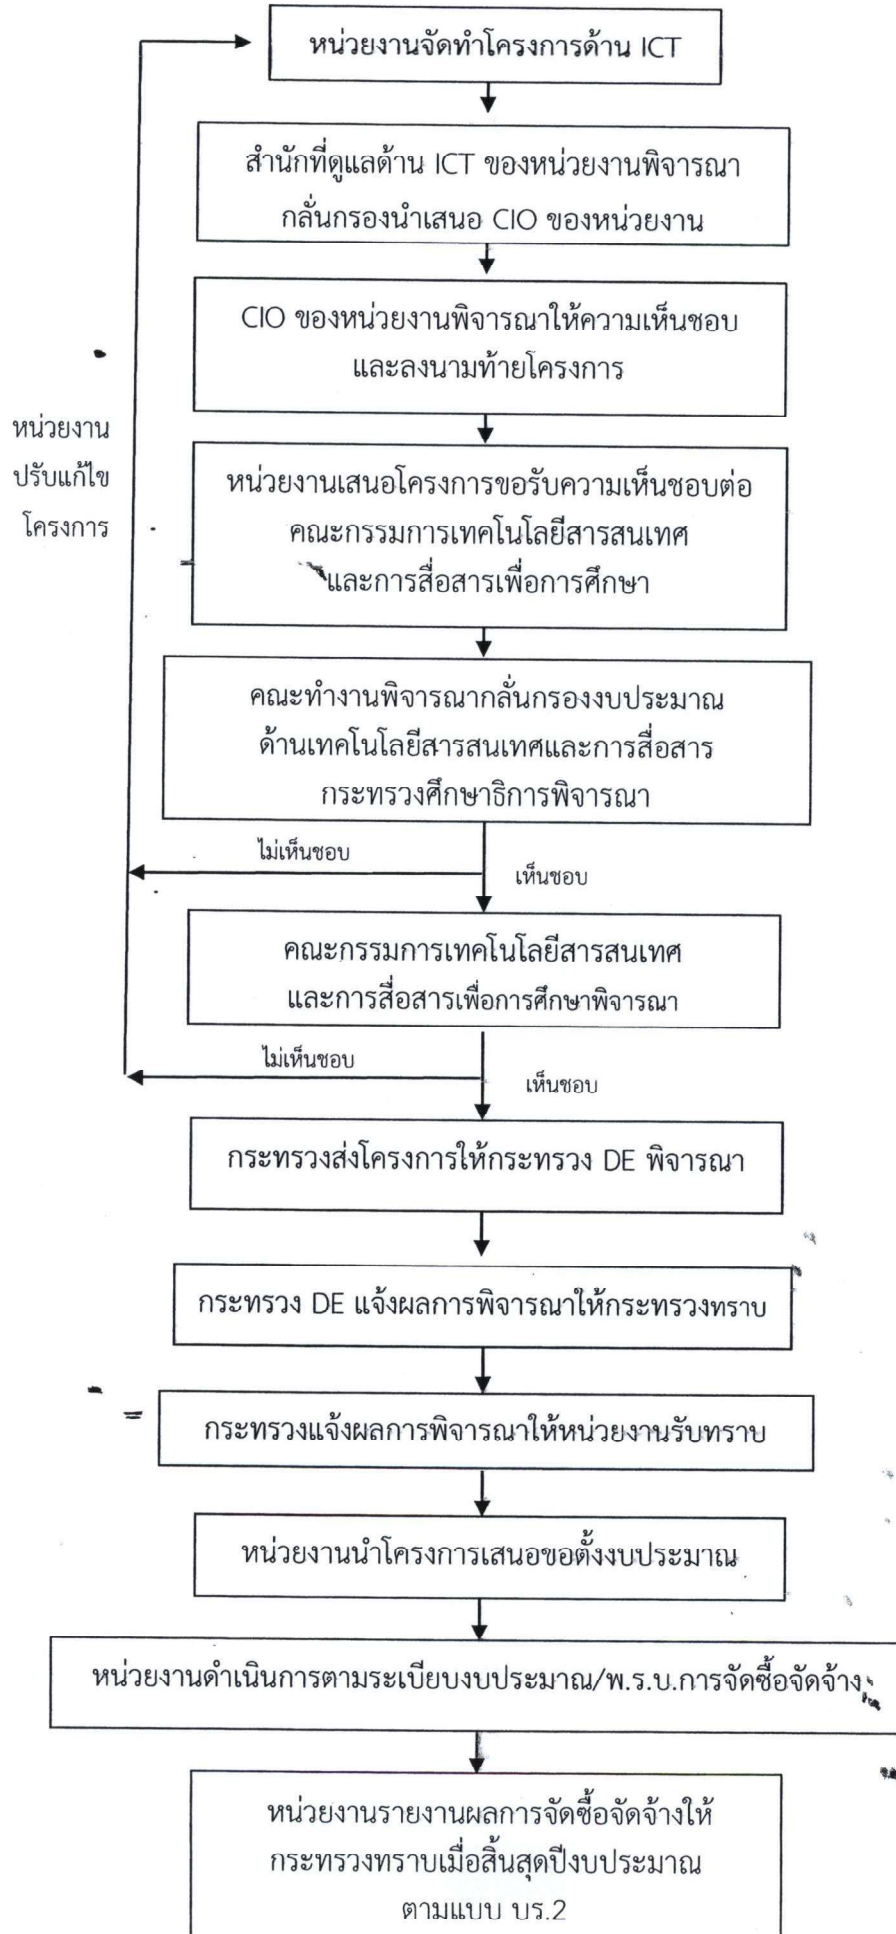 หน่วยงานจัดทำโครงการด้าน ICT
สำนักที่ดูแลด้าน ICT ของหน่วยงานพิจารณา
กลั่นกรองนำเสนอ CIO ของหน่วยงาน
CIO ของหน่วยงานพิจารณาให้ความเห็นชอบ
และลงนามท้ายโครงการ
หน่วยงาน
ปรับแก้ไข
โครงการ
หน่วยงานเสนอโครงการขอรับความเห็นชอบต่อ
คณะกรรมการเทคโนโลยีสารสนเทศ
และการสื่อสารเพื่อการศึกษา
คณะทำงานพิจารณากลั่นกรองงบประมาณ
ด้านเทคโนโลยีสารสนเทศและการสื่อสาร
กระทรวงศึกษาธิการพิจารณา
ไม่เห็นชอบ
เห็นชอบ
คณะกรรมการเทคโนโลยีสารสนเทศ
และการสื่อสารเพื่อการศึกษาพิจารณา
ไม่เห็นชอบ
เห็นชอบ
กระทรวงส่งโครงการให้กระทรวง DE พิจารณา
กระทรวง DE แจ้งผลการพิจารณาให้กระทรวงทราบ
กระทรวงแจ้งผลการพิจารณาให้หน่วยงานรับทราบ
หน่วยงานนำโครงการเสนอขอตั้งงบประมาณ
หน่วยงานดำเนินการตามระเบียบงบประมาณ/พ.ร.บ.การจัดซื้อจัดจ้าง
หน่วยงานรายงานผลการจัดซื้อจัดจ้างให้
กระทรวงทราบเมื่อสิ้นสุดปีงบประมาณ
ตามแบบ บร.2